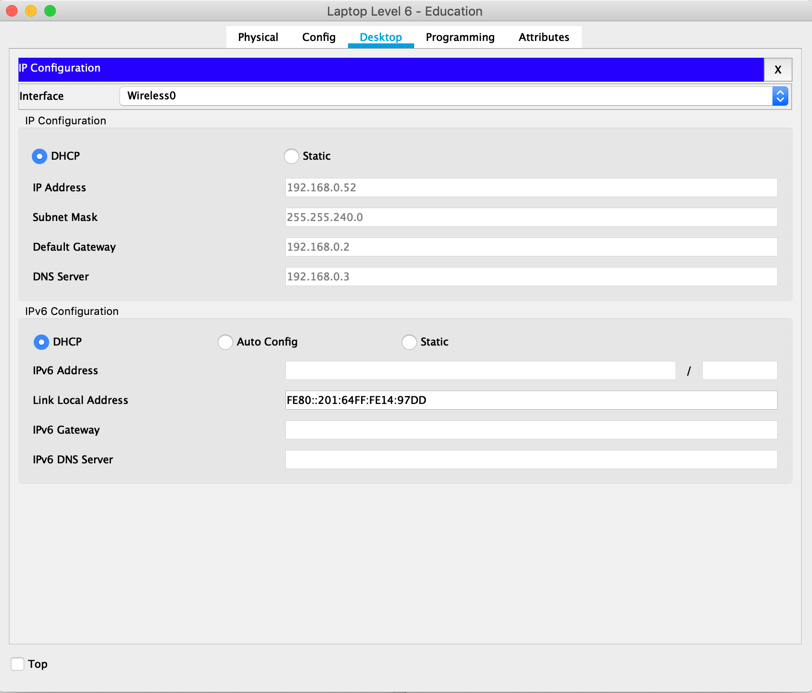 Laptop Level 6 - Education
Physical Config Desktop Programming Attributes
IP Configuration X
Interface Wireless0
IP Configuration
DHCP Static
IP Address 192.168.0.52
Subnet Mask 255.255.240.0
Default Gateway 192.168.0.2
DNS Server 192.168.0.3
IPv6 Configuration
DHCP Auto Config Static
IPv6 Address /
Link Local Address FE80::201:64FF:FE14:97DD
IPv6 Gateway
IPv6 DNS Server
Top